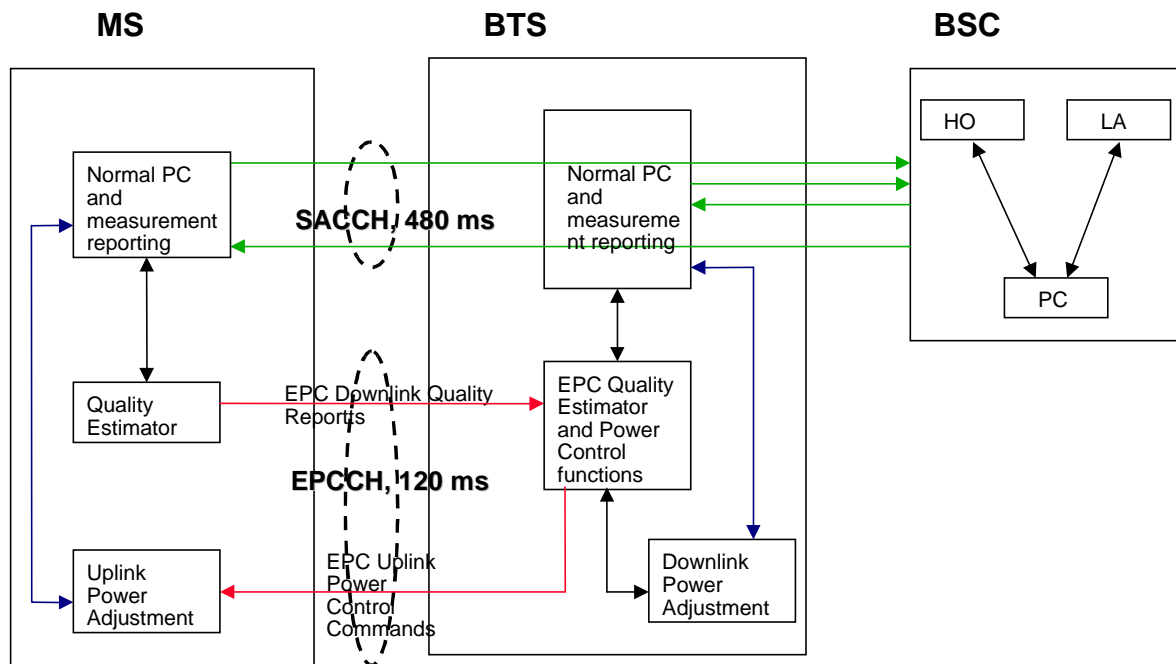 MS
BTS
BSC
HO
LA
PC
Normal PC
and
measurement
reporting
SACCH, 480 ms
Normal PC
and
measureme
nt reporting
Quality
Estimator
EPC Downlink Quality
Reportts
EPC Quality
Estimator
and Power
Control
functions
EPCCH, 120 ms
Uplink
Power
Adjustment
EPC Uplink
Power
Control
Commands
Downlink
Power
Adjustment